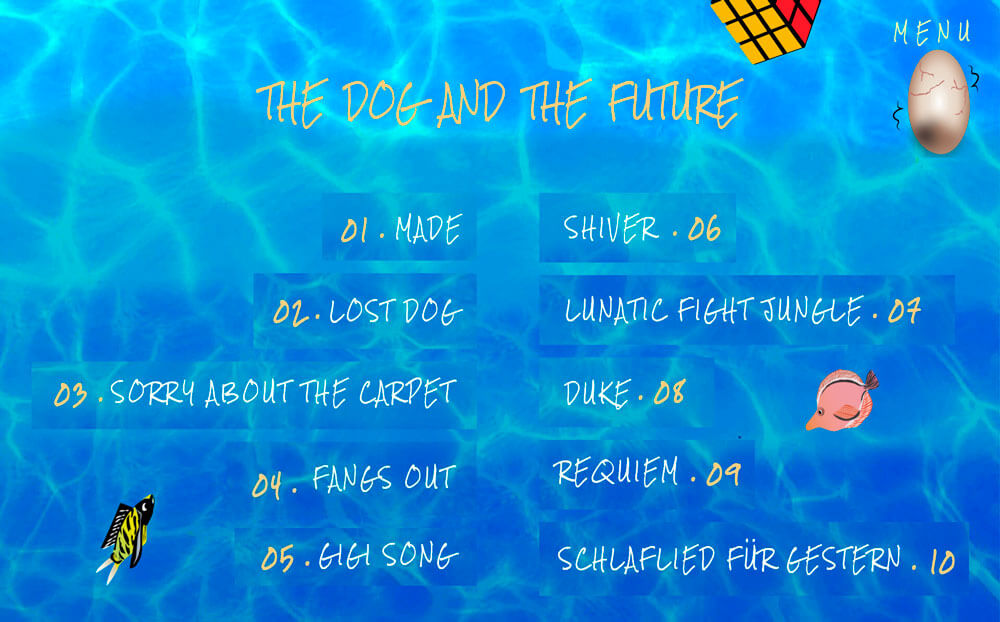 MENU
THE DOG AND THE FUTURE
01 . MADE
02 . LOST DOG
03 . SORRY ABOUT THE CARPET
04 . FANGS OUT
05 . GIGI SONG
SHIVER . 06
LUNATIC FIGHT JUNGLE . 07
DUKE . 08
REQUIEM . 09
SCHLAFLIED FÜR GESTERN . 10